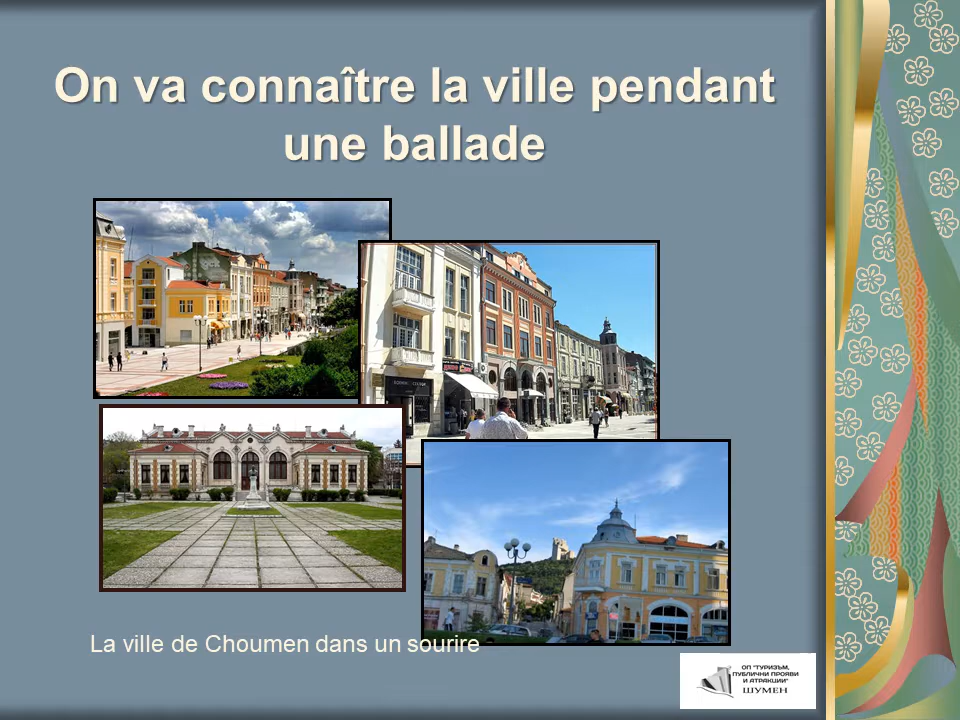 On va connaître la ville pendant
une ballade
La ville de Choumen dans un sourire
ОП "ТУРИЗЪМ,
ПУБЛИЧНИ ПРОЯВИ
И АТРАКЦИИ"
ШУМЕН